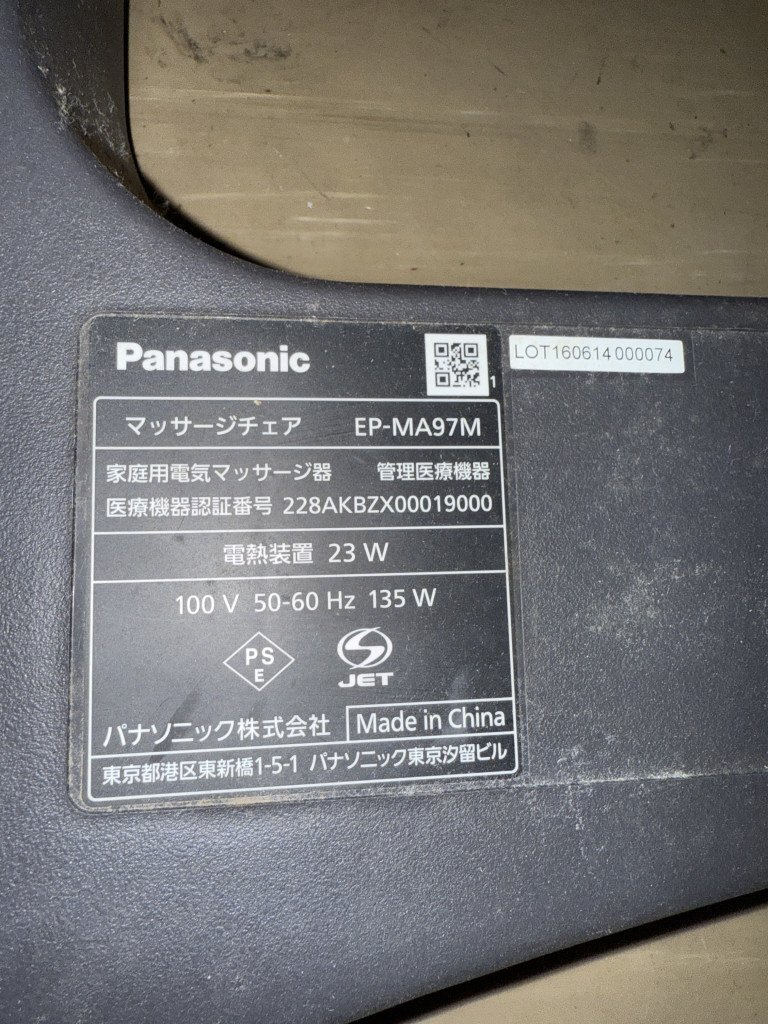 Panasonic
1
LOT160614 000074
マッサージチェア EP-MA97M
家庭用電気マッサージ器 管理医療機器
医療機器認証番号 228AKBZX00019000
電熱装置 23 W
100 V 50-60 Hz 135 W
PS
E
JET
パナソニック株式会社 Made in China
東京都港区東新橋1-5-1 パナソニック東京汐留ビル